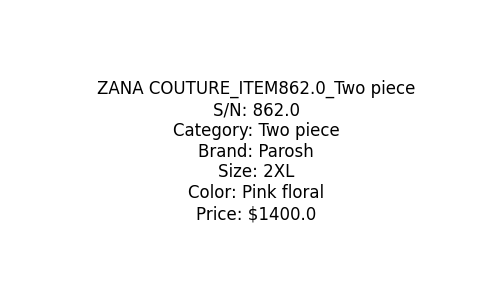 ZANA COUTURE_ITEM862.0_Two piece
S/N: 862.0
Category: Two piece
Brand: Parosh
Size: 2XL
Color: Pink floral
Price: $1400.0